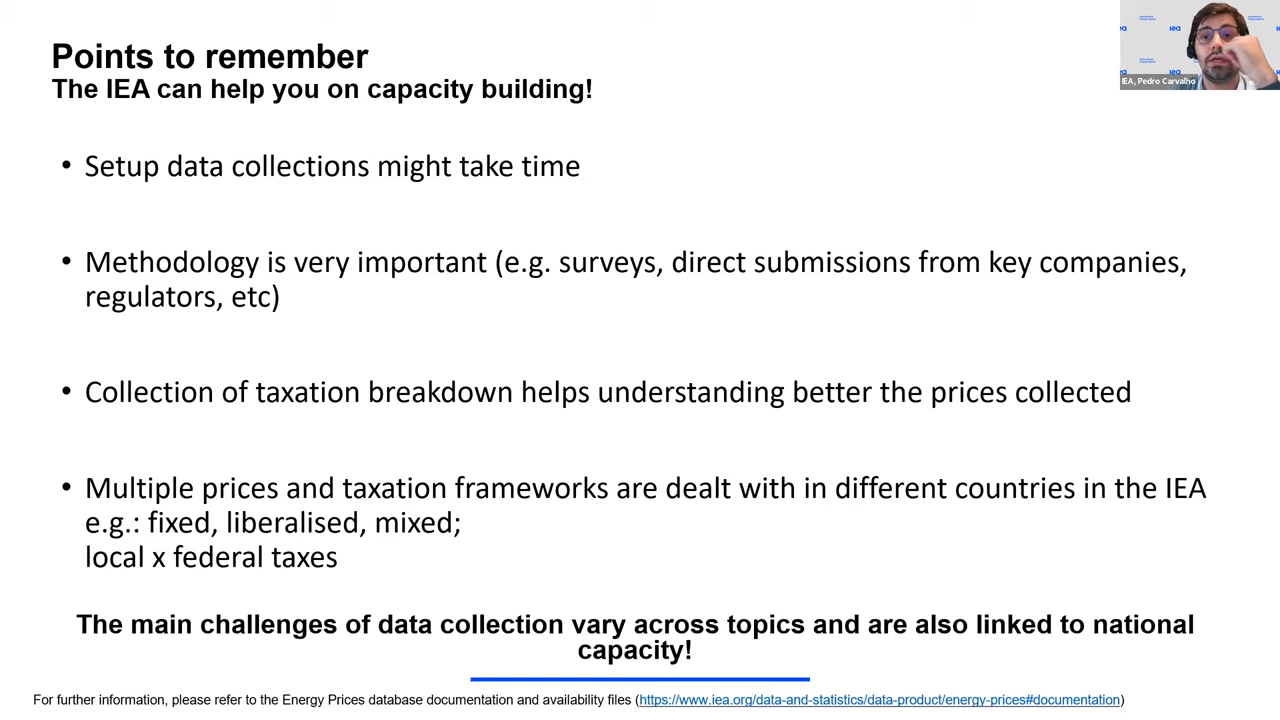 Points to remember
The IEA can help you on capacity building!
iea
IEA, Pedro Carvalho
• Setup data collections might take time
• Methodology is very important (e.g. surveys, direct submissions from key companies,
regulators, etc)
• Collection of taxation breakdown helps understanding better the prices collected
• Multiple prices and taxation frameworks are dealt with in different countries in the IEA
e.g.: fixed, liberalised, mixed;
local x federal taxes
The main challenges of data collection vary across topics and are also linked to national
capacity!
For further information, please refer to the Energy Prices database documentation and availability files (https://www.iea.org/data-and-statistics/data-product/energy-prices#documentation)